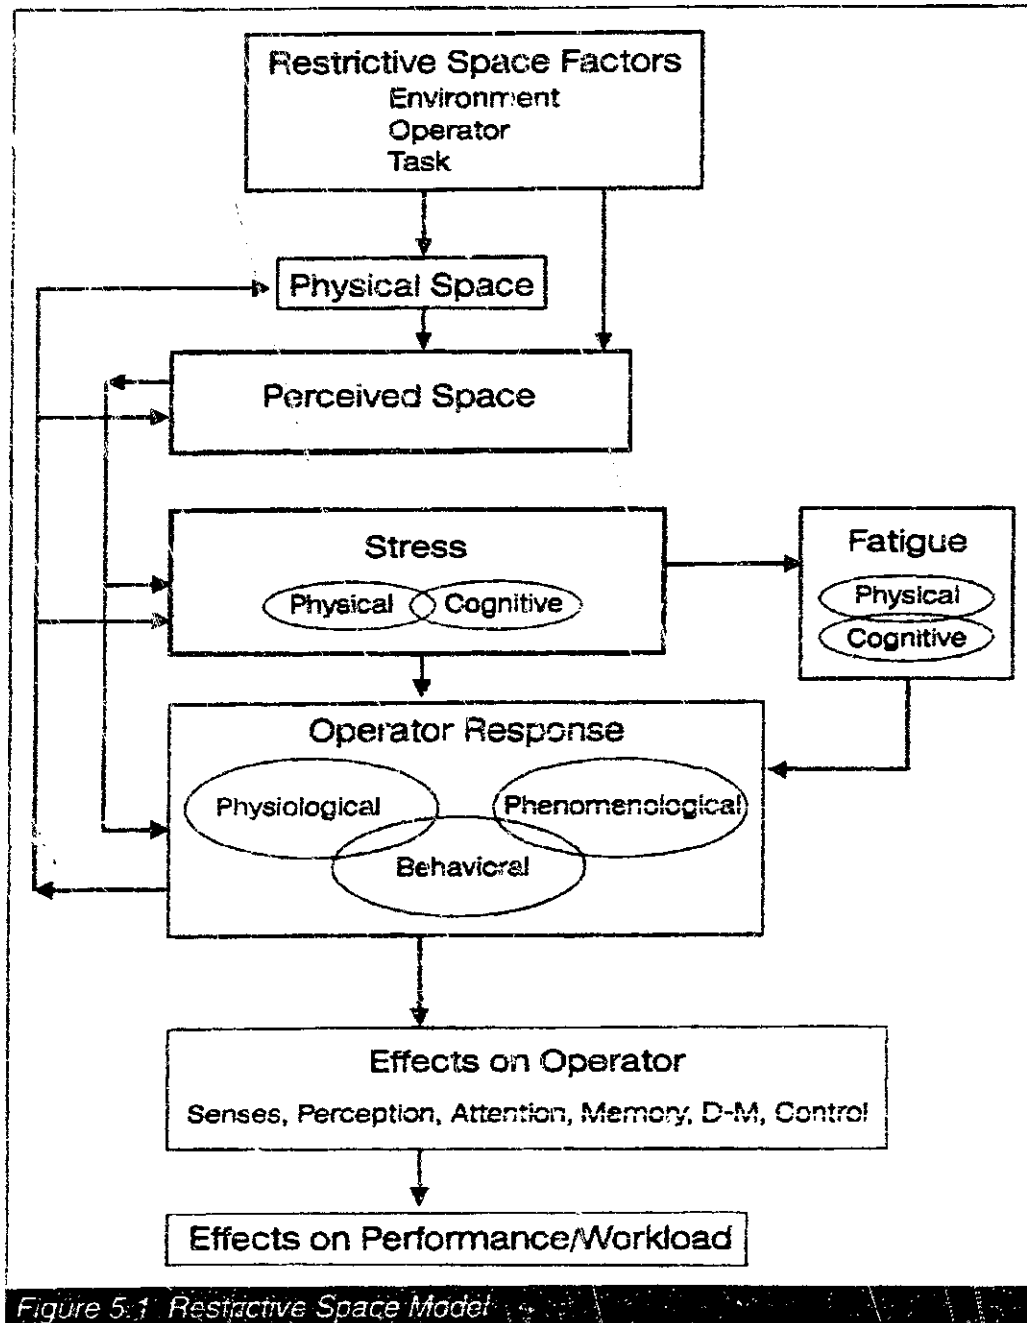 Restrictive Space Factors
Environment
Operator
Task
Physical Space
Perceived Space
Stress
Physical
Cognitive
Fatigue
Physical
Cognitive
Operator Response
Physiological
Phenomenological
Behavioral
Effects on Operator
Senses, Perception, Attention, Memory, D-M, Control
Effects on Performance/Workload
Figure 5.1 Restrictive Space Model